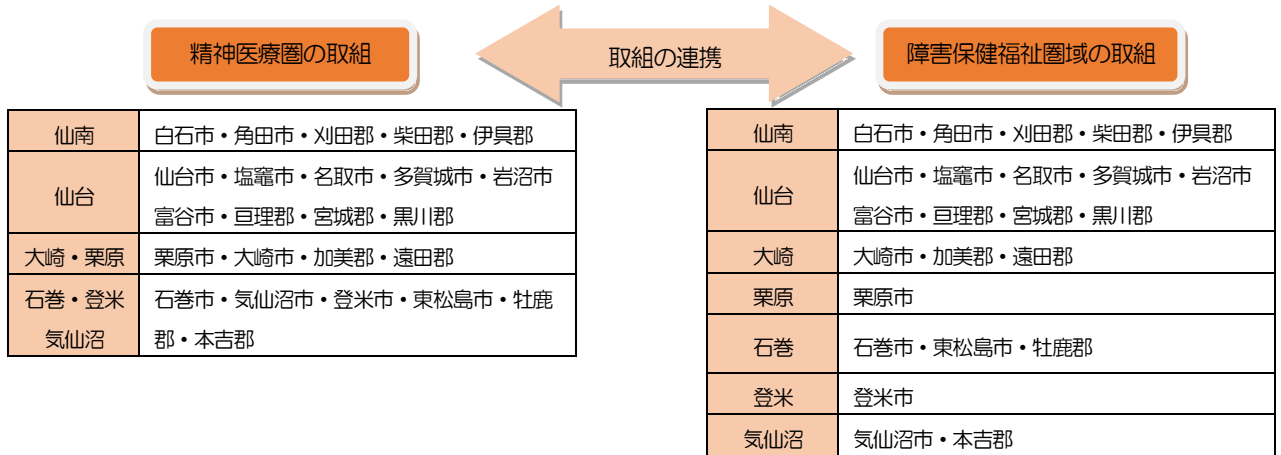 精神医療圏の取組
取組の連携
障害保健福祉圏域の取組
仙南
白石市・角田市・刈田郡・柴田郡・伊具郡
仙台
仙台市・塩竈市・名取市・多賀城市・岩沼市
富谷市・亘理郡・宮城郡・黒川郡
大崎・栗原
栗原市・大崎市・加美郡・遠田郡
石巻・登米
気仙沼
石巻市・気仙沼市・登米市・東松島市・牡鹿
郡・本吉郡
仙南
白石市・角田市・刈田郡・柴田郡・伊具郡
仙台
仙台市・塩竈市・名取市・多賀城市・岩沼市
富谷市・亘理郡・宮城郡・黒川郡
大崎
大崎市・加美郡・遠田郡
栗原
栗原市
石巻
石巻市・東松島市・牡鹿郡
登米
登米市
気仙沼
気仙沼市・本吉郡